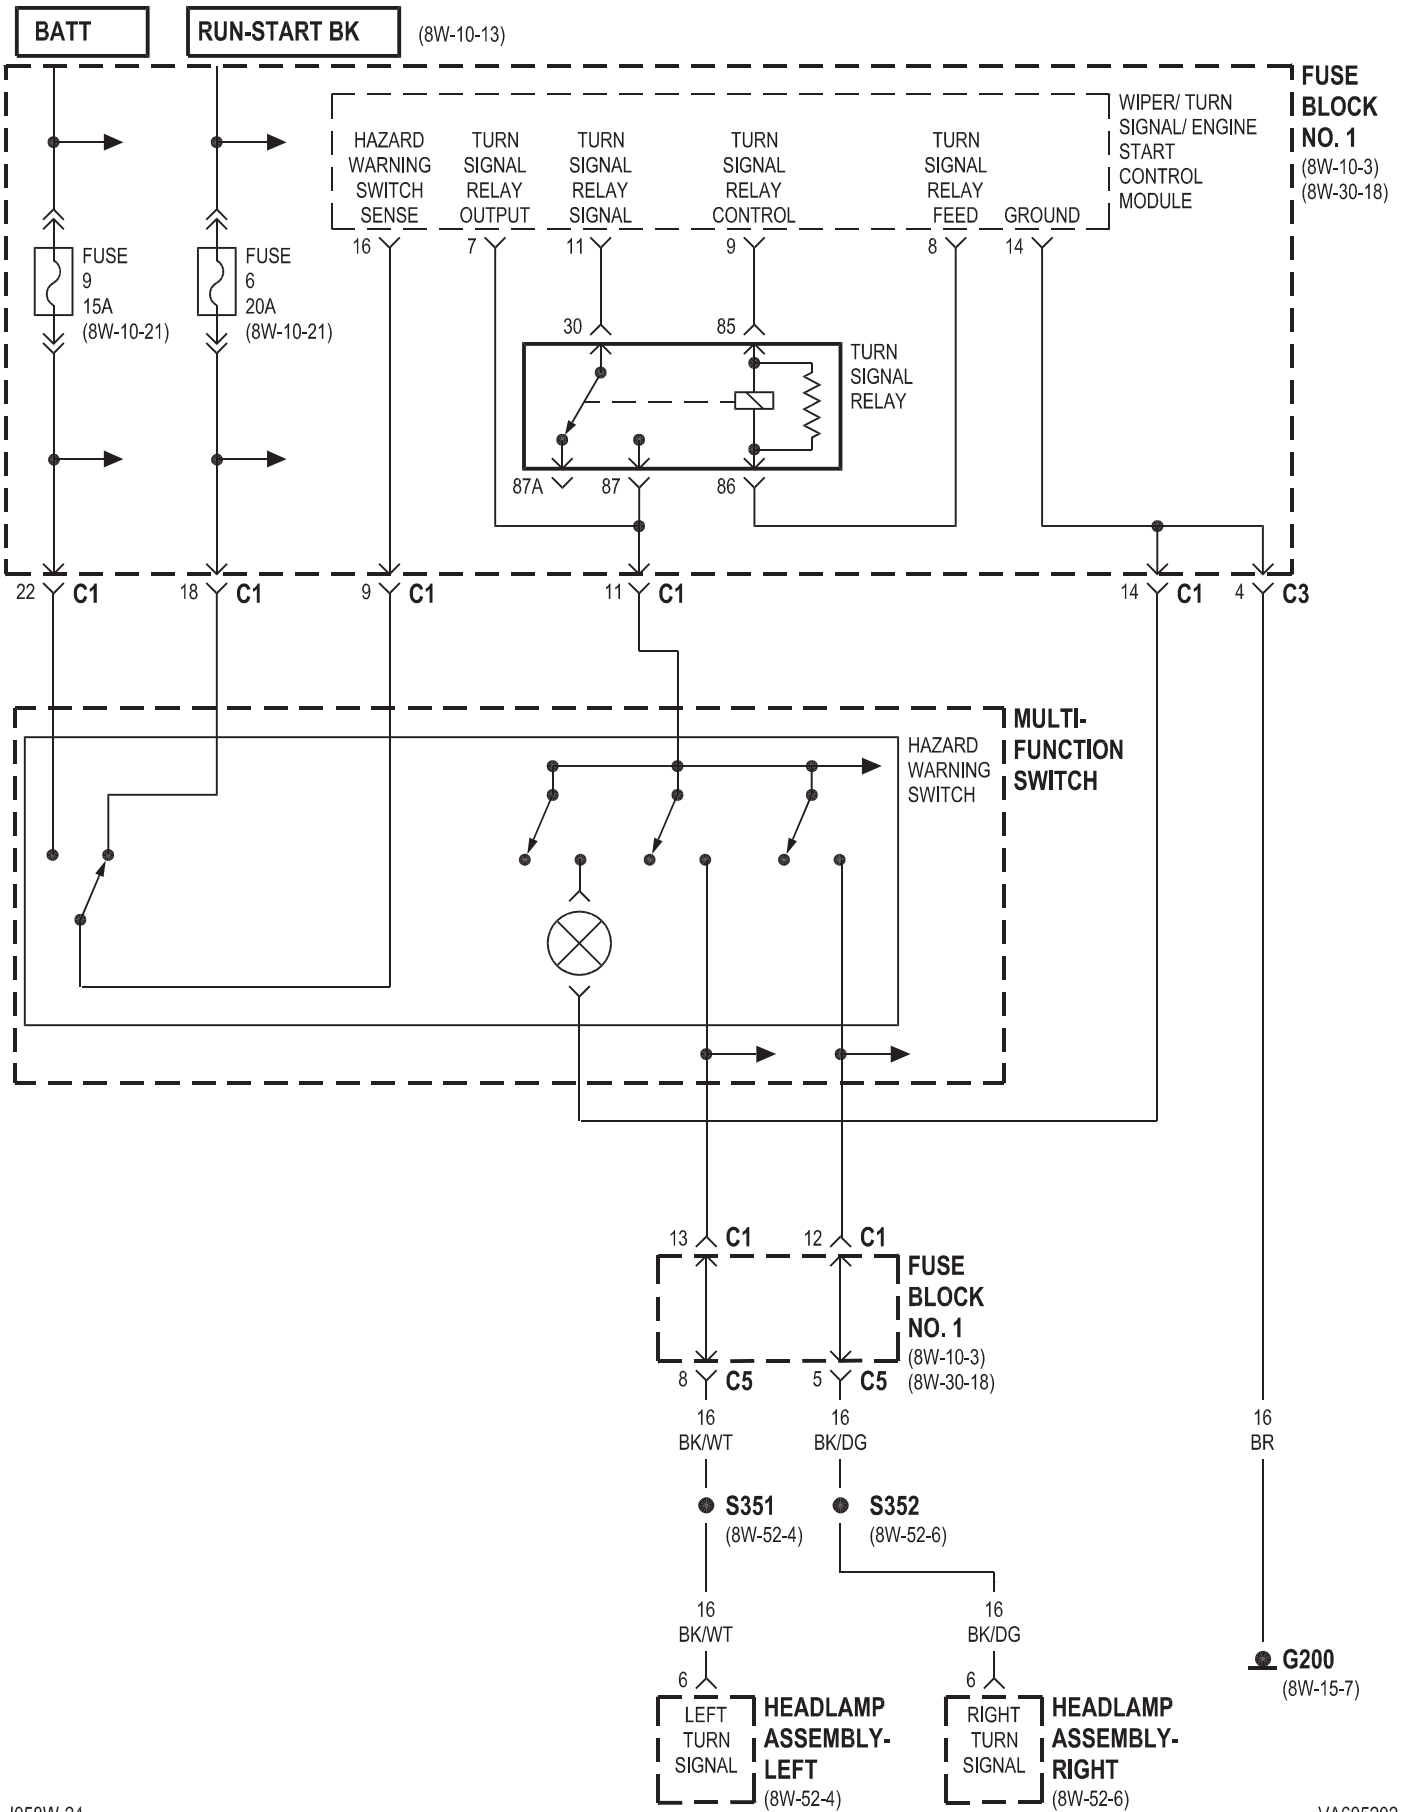 BATT
RUN-START BK
(8W-10-13)
FUSE
BLOCK
NO. 1
(8W-10-3)
(8W-30-18)
WIPER/ TURN
SIGNAL/ ENGINE
START
CONTROL
MODULE
HAZARD
WARNING
SWITCH
SENSE
TURN
SIGNAL
RELAY
OUTPUT
TURN
SIGNAL
RELAY
SIGNAL
TURN
SIGNAL
RELAY
CONTROL
TURN
SIGNAL
RELAY
FEED
GROUND
16
7
11
9
8
14
FUSE
9
15A
(8W-10-21)
FUSE
6
20A
(8W-10-21)
30
85
TURN
SIGNAL
RELAY
87A
87
86
22 C1
18 C1
9 C1
11 C1
14 C1
4 C3
MULTI-
FUNCTION
SWITCH
HAZARD
WARNING
SWITCH
13 C1
12 C1
FUSE
BLOCK
NO. 1
(8W-10-3)
(8W-30-18)
8 C5
5 C5
16
BK/WT
16
BK/DG
16
BR
S351
(8W-52-4)
S352
(8W-52-6)
16
BK/WT
16
BK/DG
G200
(8W-15-7)
6
6
LEFT
TURN
SIGNAL
HEADLAMP
ASSEMBLY-
LEFT
(8W-52-4)
RIGHT
TURN
SIGNAL
HEADLAMP
ASSEMBLY-
RIGHT
(8W-52-6)